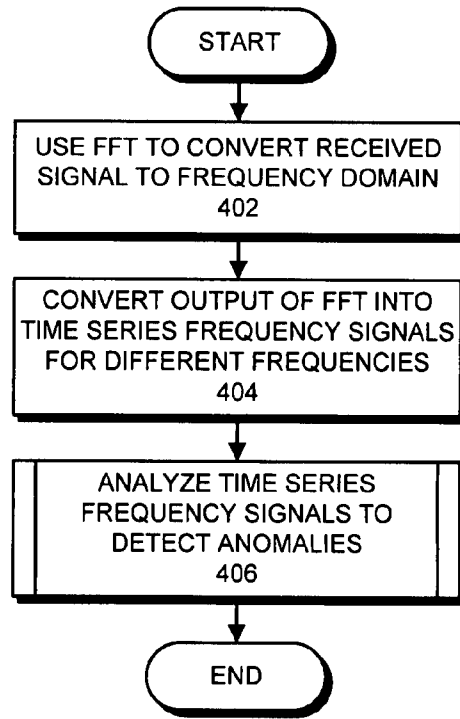 START
USE FFT TO CONVERT RECEIVED
SIGNAL TO FREQUENCY DOMAIN
402
CONVERT OUTPUT OF FFT INTO
TIME SERIES FREQUENCY SIGNALS
FOR DIFFERENT FREQUENCIES
404
ANALYZE TIME SERIES
FREQUENCY SIGNALS TO
DETECT ANOMALIES
406
END